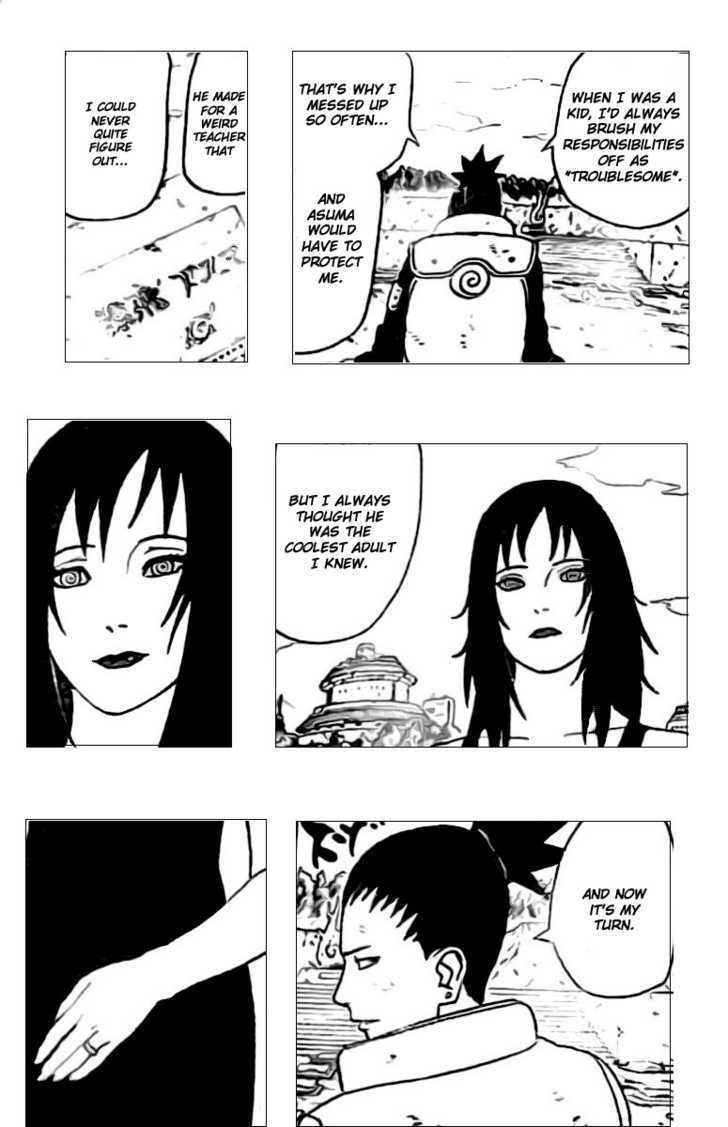 WHEN I WAS A
KID, I'D ALWAYS
BRUSH MY
RESPONSIBILITIES
OFF AS
"TROUBLESOME".
THAT'S WHY I
MESSED UP
SO OFTEN...
AND
ASUMA
WOULD
HAVE TO
PROTECT
ME.
HE MADE
FOR A
WEIRD
TEACHER
THAT
I COULD
NEVER
QUITE
FIGURE
OUT...
BUT I ALWAYS
THOUGHT HE
WAS THE
COOLEST ADULT
I KNEW.
AND NOW
IT'S MY
TURN.